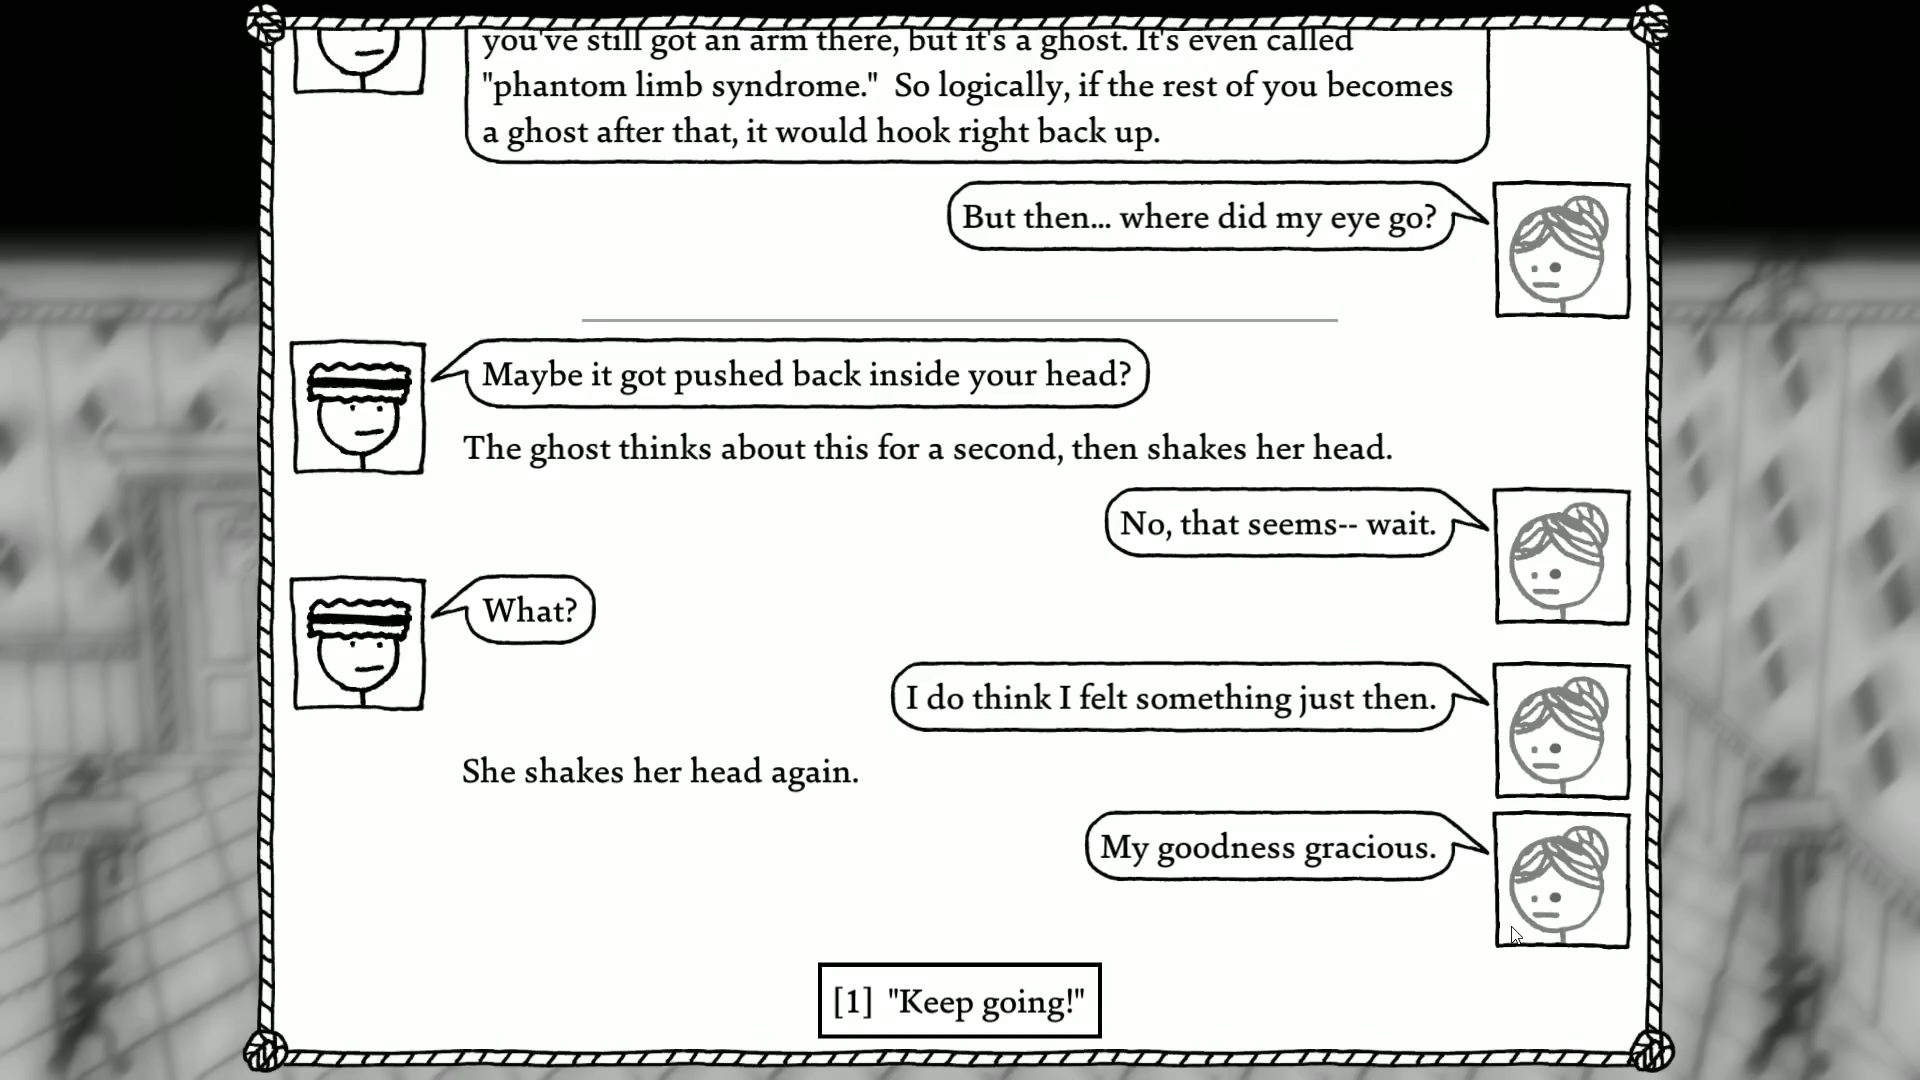 you've still got an arm there, but it's a ghost. It's even called
"phantom limb syndrome."  So logically, if the rest of you becomes
a ghost after that, it would hook right back up.
But then... where did my eye go?
Maybe it got pushed back inside your head?
The ghost thinks about this for a second, then shakes her head.
No, that seems-- wait.
What?
I do think I felt something just then.
She shakes her head again.
My goodness gracious.
[1] "Keep going!"